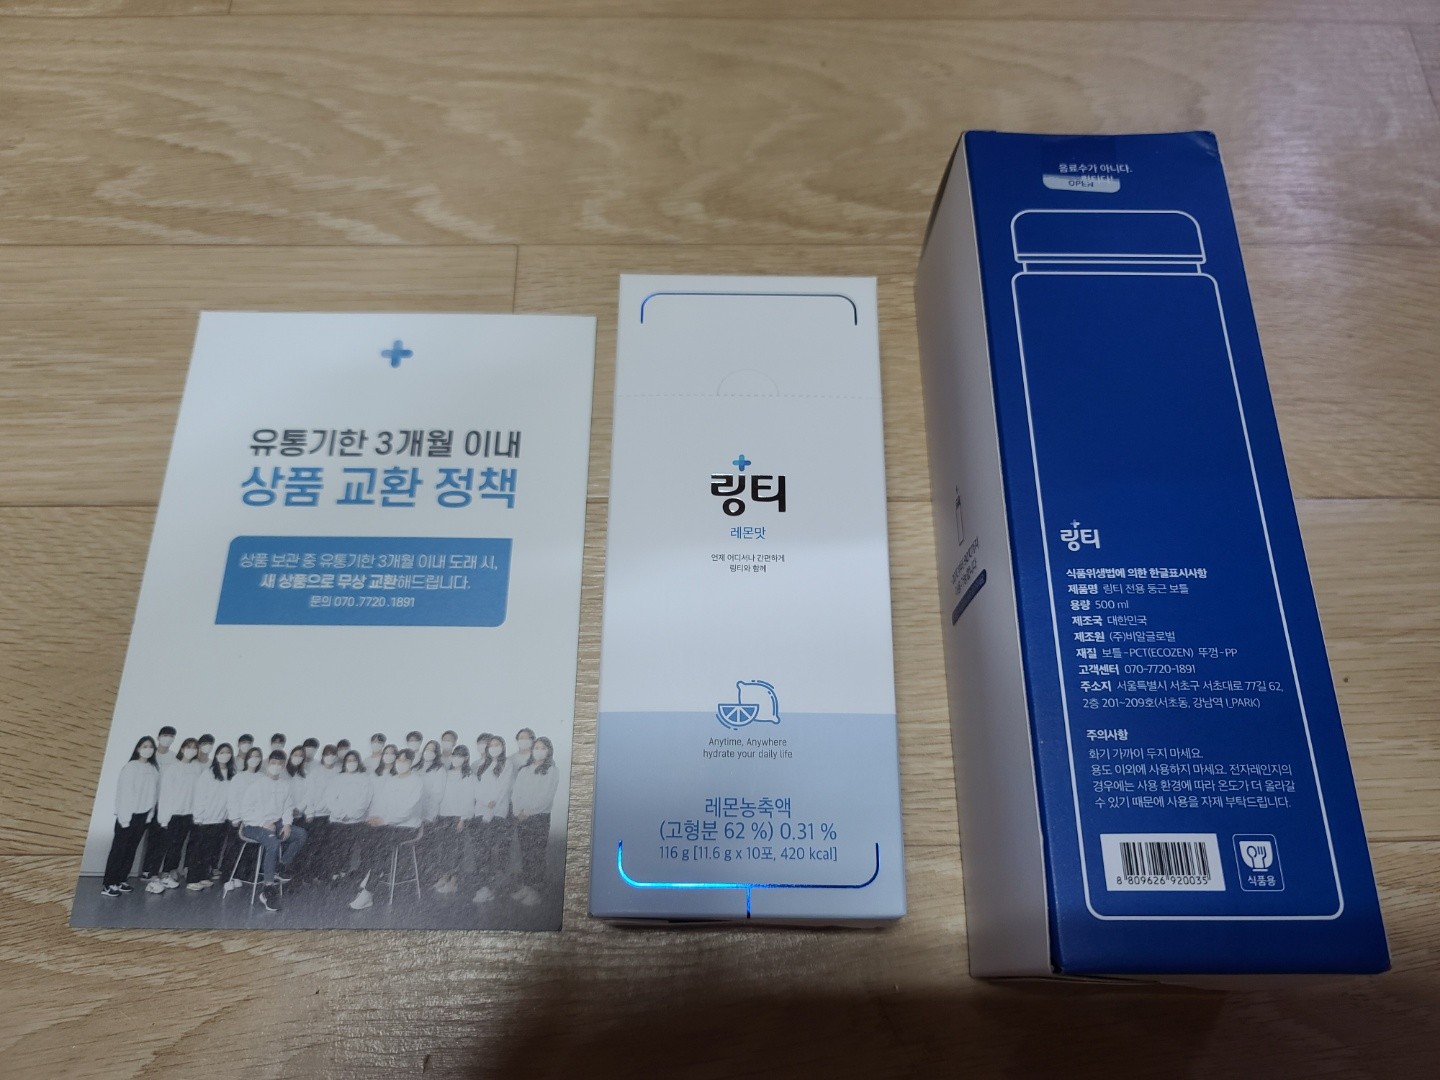 유통기한 3개월 이내
상품 교환 정책
상품 보관 중 유통기한 3개월 이내 도래 시,
새 상품으로 무상 교환해드립니다.
문의 070.7720.1891
링티
레몬맛
언제 어디서나 간편하게
링티와 함께
Anytime, Anywhere
hydrate your daily life
레몬농축액
(고형분 62 %) 0.31 %
116 g [11.6 g x 10포, 420 kcal]
음료수가 아니다.
링티다!
OPEN
링티
식품위생법에 의한 한글표시사항
제품명 링티 전용 둥근 보틀
용량 500 ml
제조국 대한민국
제조원 (주)비알글로벌
재질 보틀-PCT(ECOZEN) 뚜껑-PP
고객센터 070-7720-1891
주소지 서울특별시 서초구 서초대로 77길 62,
2층 201~209호(서초동, 강남역 I_PARK)
주의사항
화기 가까이 두지 마세요.
용도 이외에 사용하지 마세요. 전자레인지의
경우에는 사용 환경에 따라 온도가 더 올라갈
수 있기 때문에 사용을 자제 부탁드립니다.
8 809626 920035
식품용